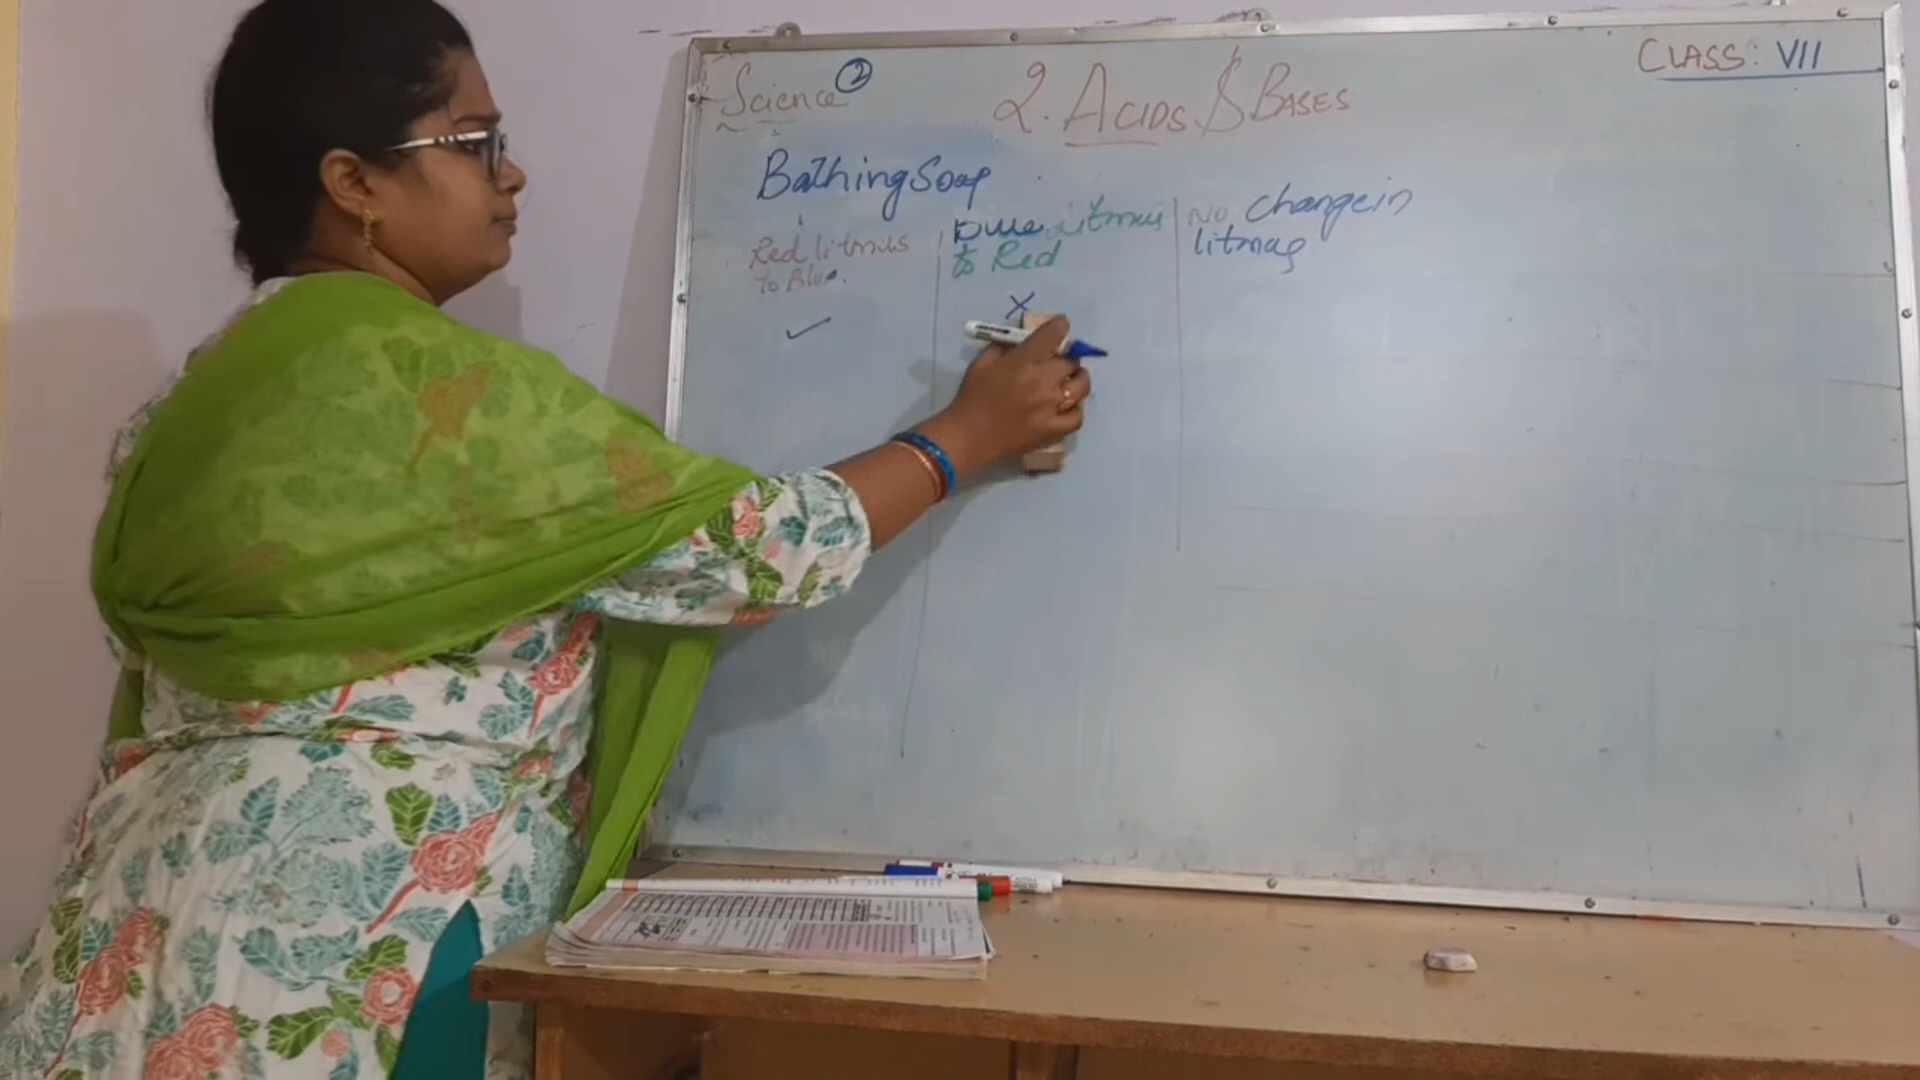 Science 2
2. Acids & Bases
CLASS: VII
Bathing Soap
Red litmus
to Blue.
Blue Litmus
to Red
No change in
litmus
✓
×